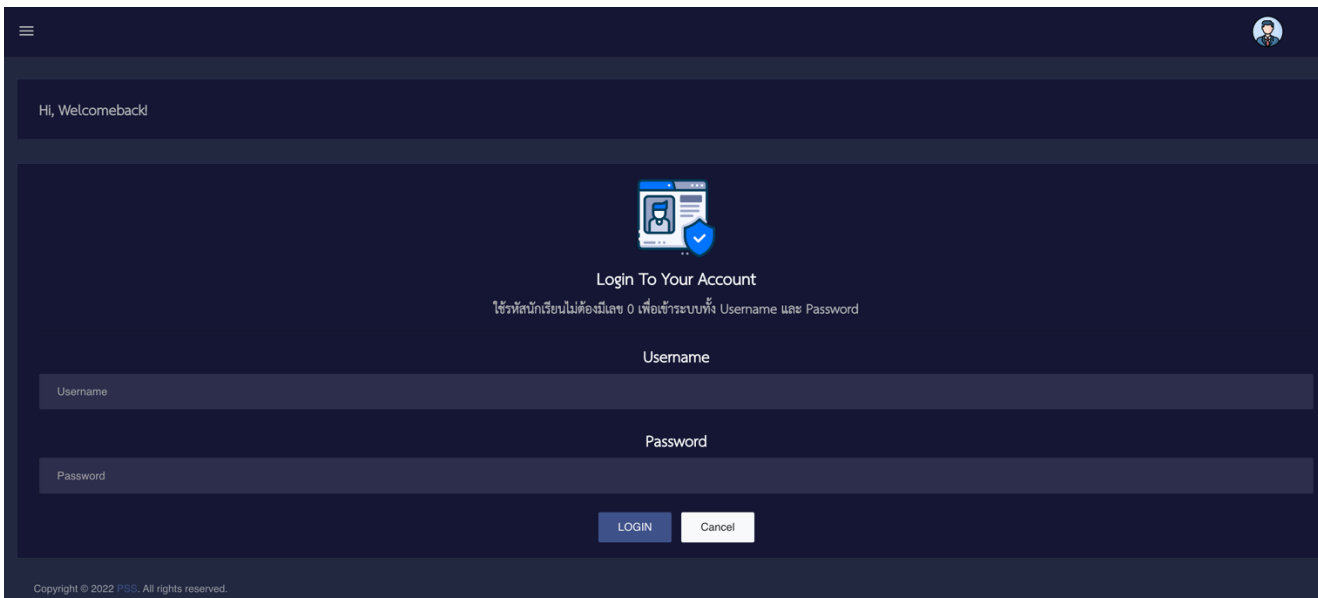 Hi, Welcomeback!
Login To Your Account
ใช้รหัสนักเรียนไม่ต้องมีเลข 0 เพื่อเข้าระบบทั้ง Username และ Password
Username
Username
Password
Password
LOGIN Cancel
Copyright © 2022 PSS. All rights reserved.